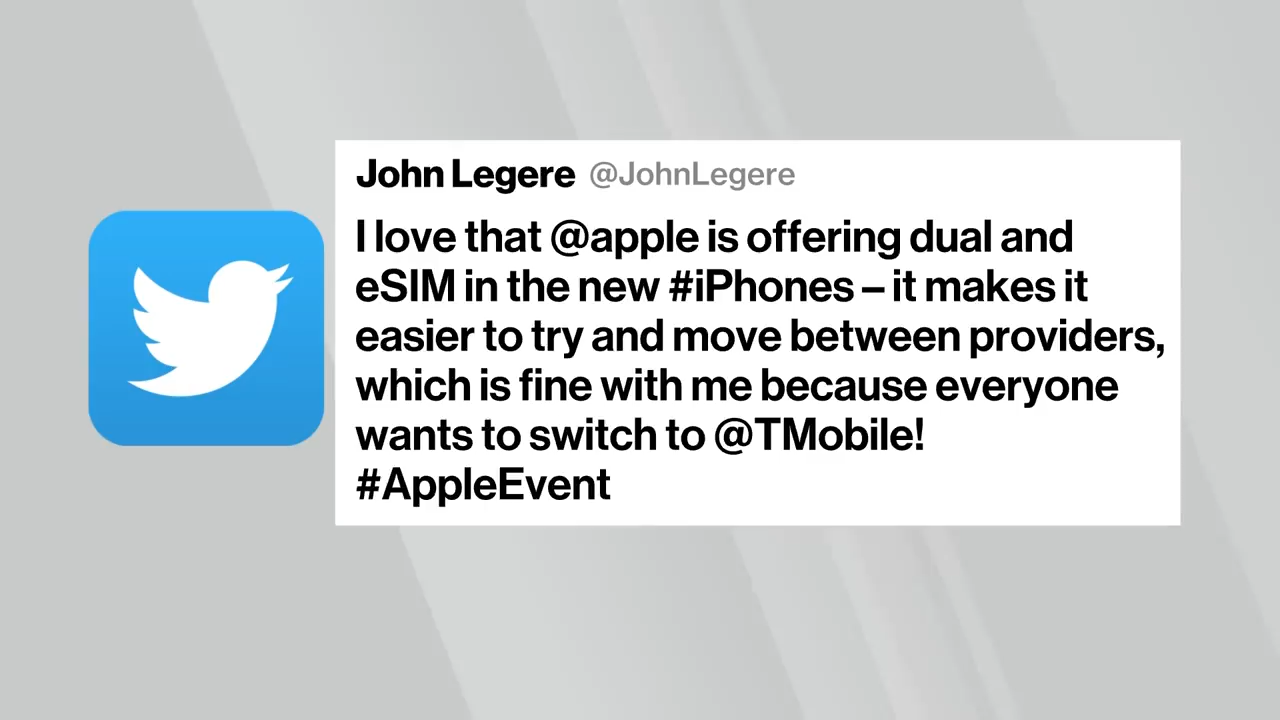 John Legere @JohnLegere
I love that @apple is offering dual and
eSIM in the new #iPhones – it makes it
easier to try and move between providers,
which is fine with me because everyone
wants to switch to @TMobile!
#AppleEvent